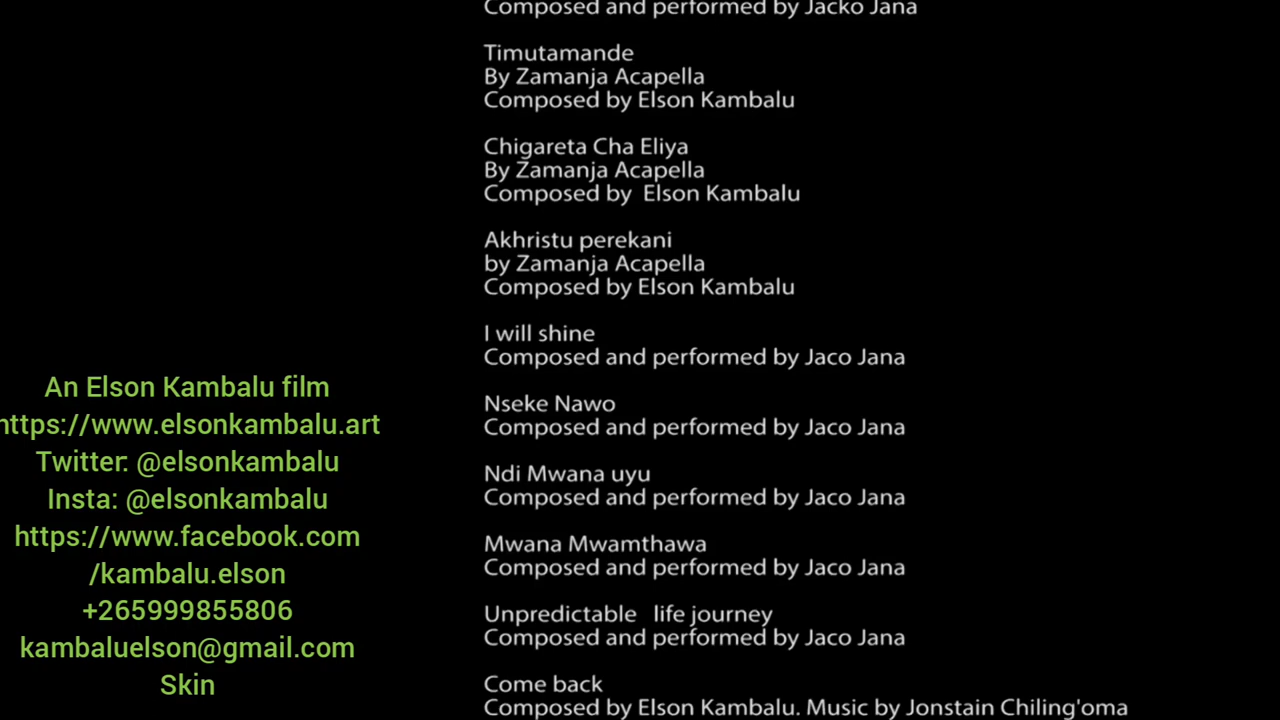 Composed and performed by Jacko Jana
Timutamande
By Zamanja Acapella
Composed by Elson Kambalu
Chigareta Cha Eliya
By Zamanja Acapella
Composed by  Elson Kambalu
Akhristu perekani
by Zamanja Acapella
Composed by Elson Kambalu
I will shine
Composed and performed by Jaco Jana
Nseke Nawo
Composed and performed by Jaco Jana
Ndi Mwana uyu
Composed and performed by Jaco Jana
Mwana Mwamthawa
Composed and performed by Jaco Jana
Unpredictable   life journey
Composed and performed by Jaco Jana
Come back
Composed by Elson Kambalu. Music by Jonstain Chiling'oma
An Elson Kambalu film
https://www.elsonkambalu.art
Twitter: @elsonkambalu
Insta: @elsonkambalu
https://www.facebook.com
/kambalu.elson
+265999855806
kambaluelson@gmail.com
Skin